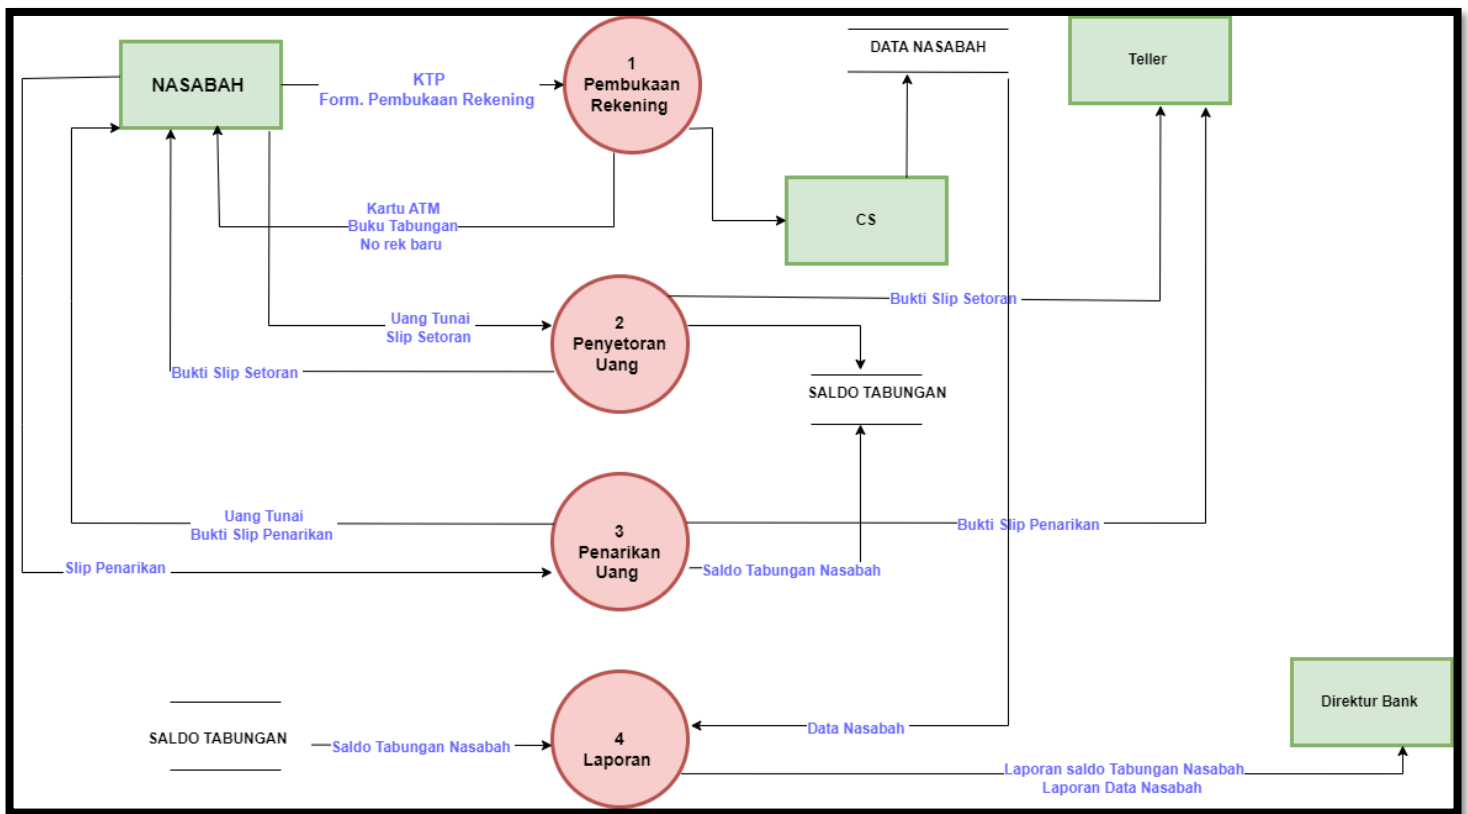 NASABAH
KTP
Form. Pembukaan Rekening
1
Pembukaan
Rekening
DATA NASABAH
Teller
Kartu ATM
Buku Tabungan
No rek baru
CS
Bukti Slip Setoran
Uang Tunai
Slip Setoran
2
Penyetoran
Uang
Bukti Slip Setoran
SALDO TABUNGAN
Uang Tunai
Bukti Slip Penarikan
3
Penarikan
Uang
Bukti Slip Penarikan
Slip Penarikan
Saldo Tabungan Nasabah
SALDO TABUNGAN
Saldo Tabungan Nasabah
4
Laporan
Data Nasabah
Direktur Bank
Laporan saldo Tabungan Nasabah
Laporan Data Nasabah